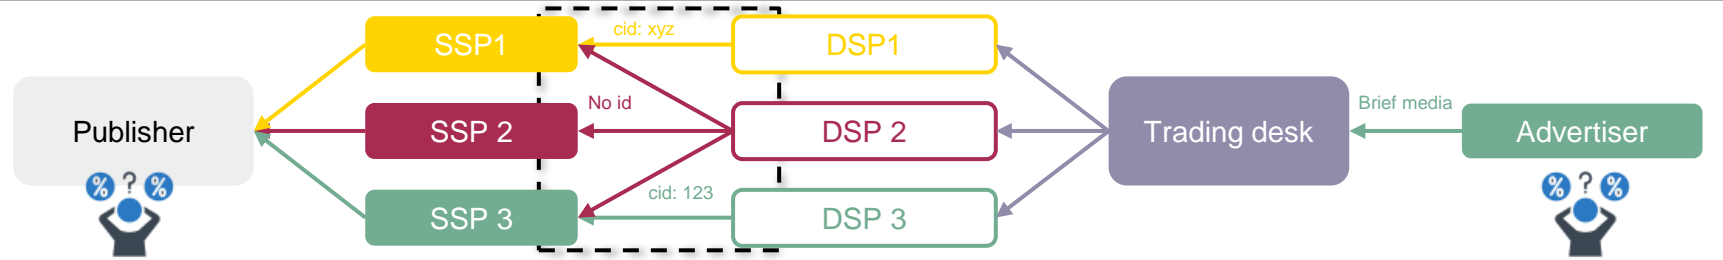 cid: xyz
SSP1
DSP1
No id
Brief media
Publisher
SSP 2
DSP 2
Trading desk
Advertiser
% ? %
% ? %
cid: 123
SSP 3
DSP 3